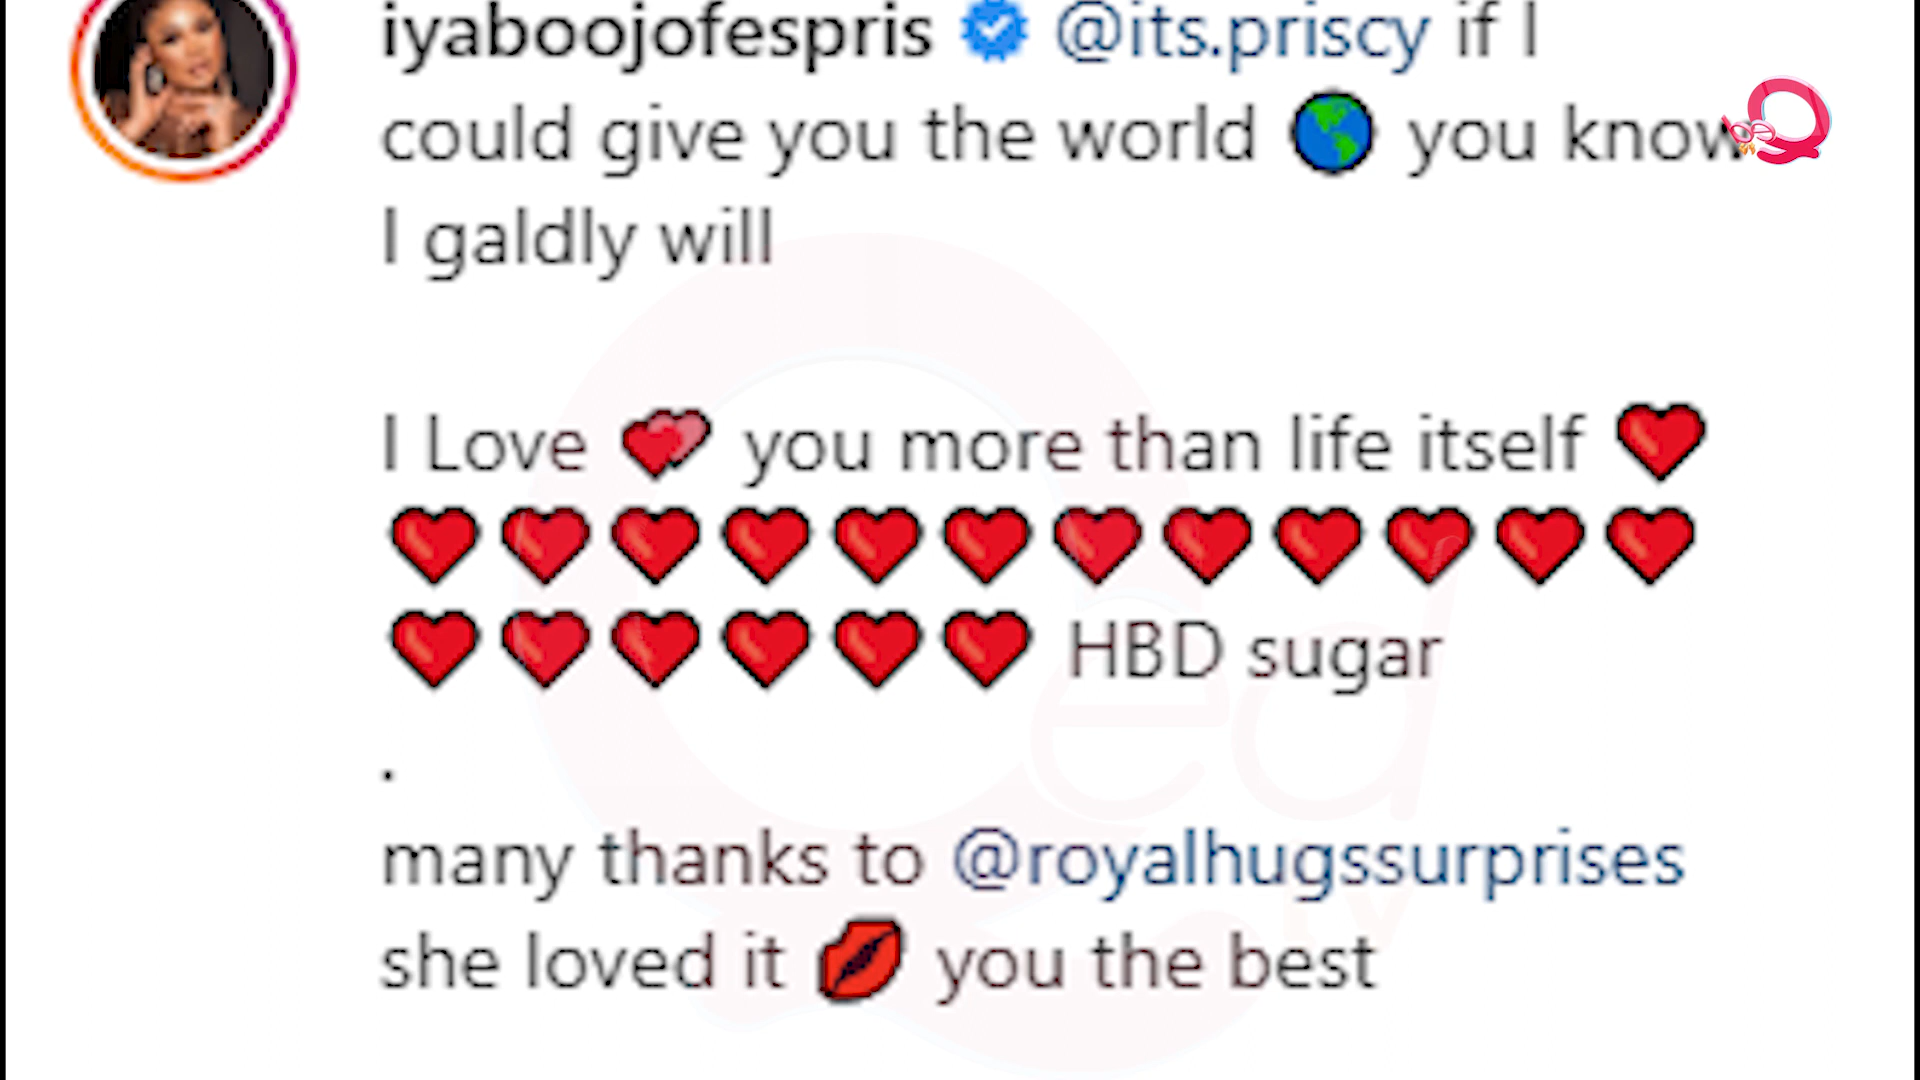 iyaboojofespris @its.priscy if I
could give you the world 🌎 you know
I galdly will
I Love 💕 you more than life itself ❤️
❤️❤️❤️❤️❤️❤️❤️❤️❤️❤️❤️❤️
❤️❤️❤️❤️❤️❤️ HBD sugar
.
many thanks to @royalhugssurprises
she loved it 💋 you the best